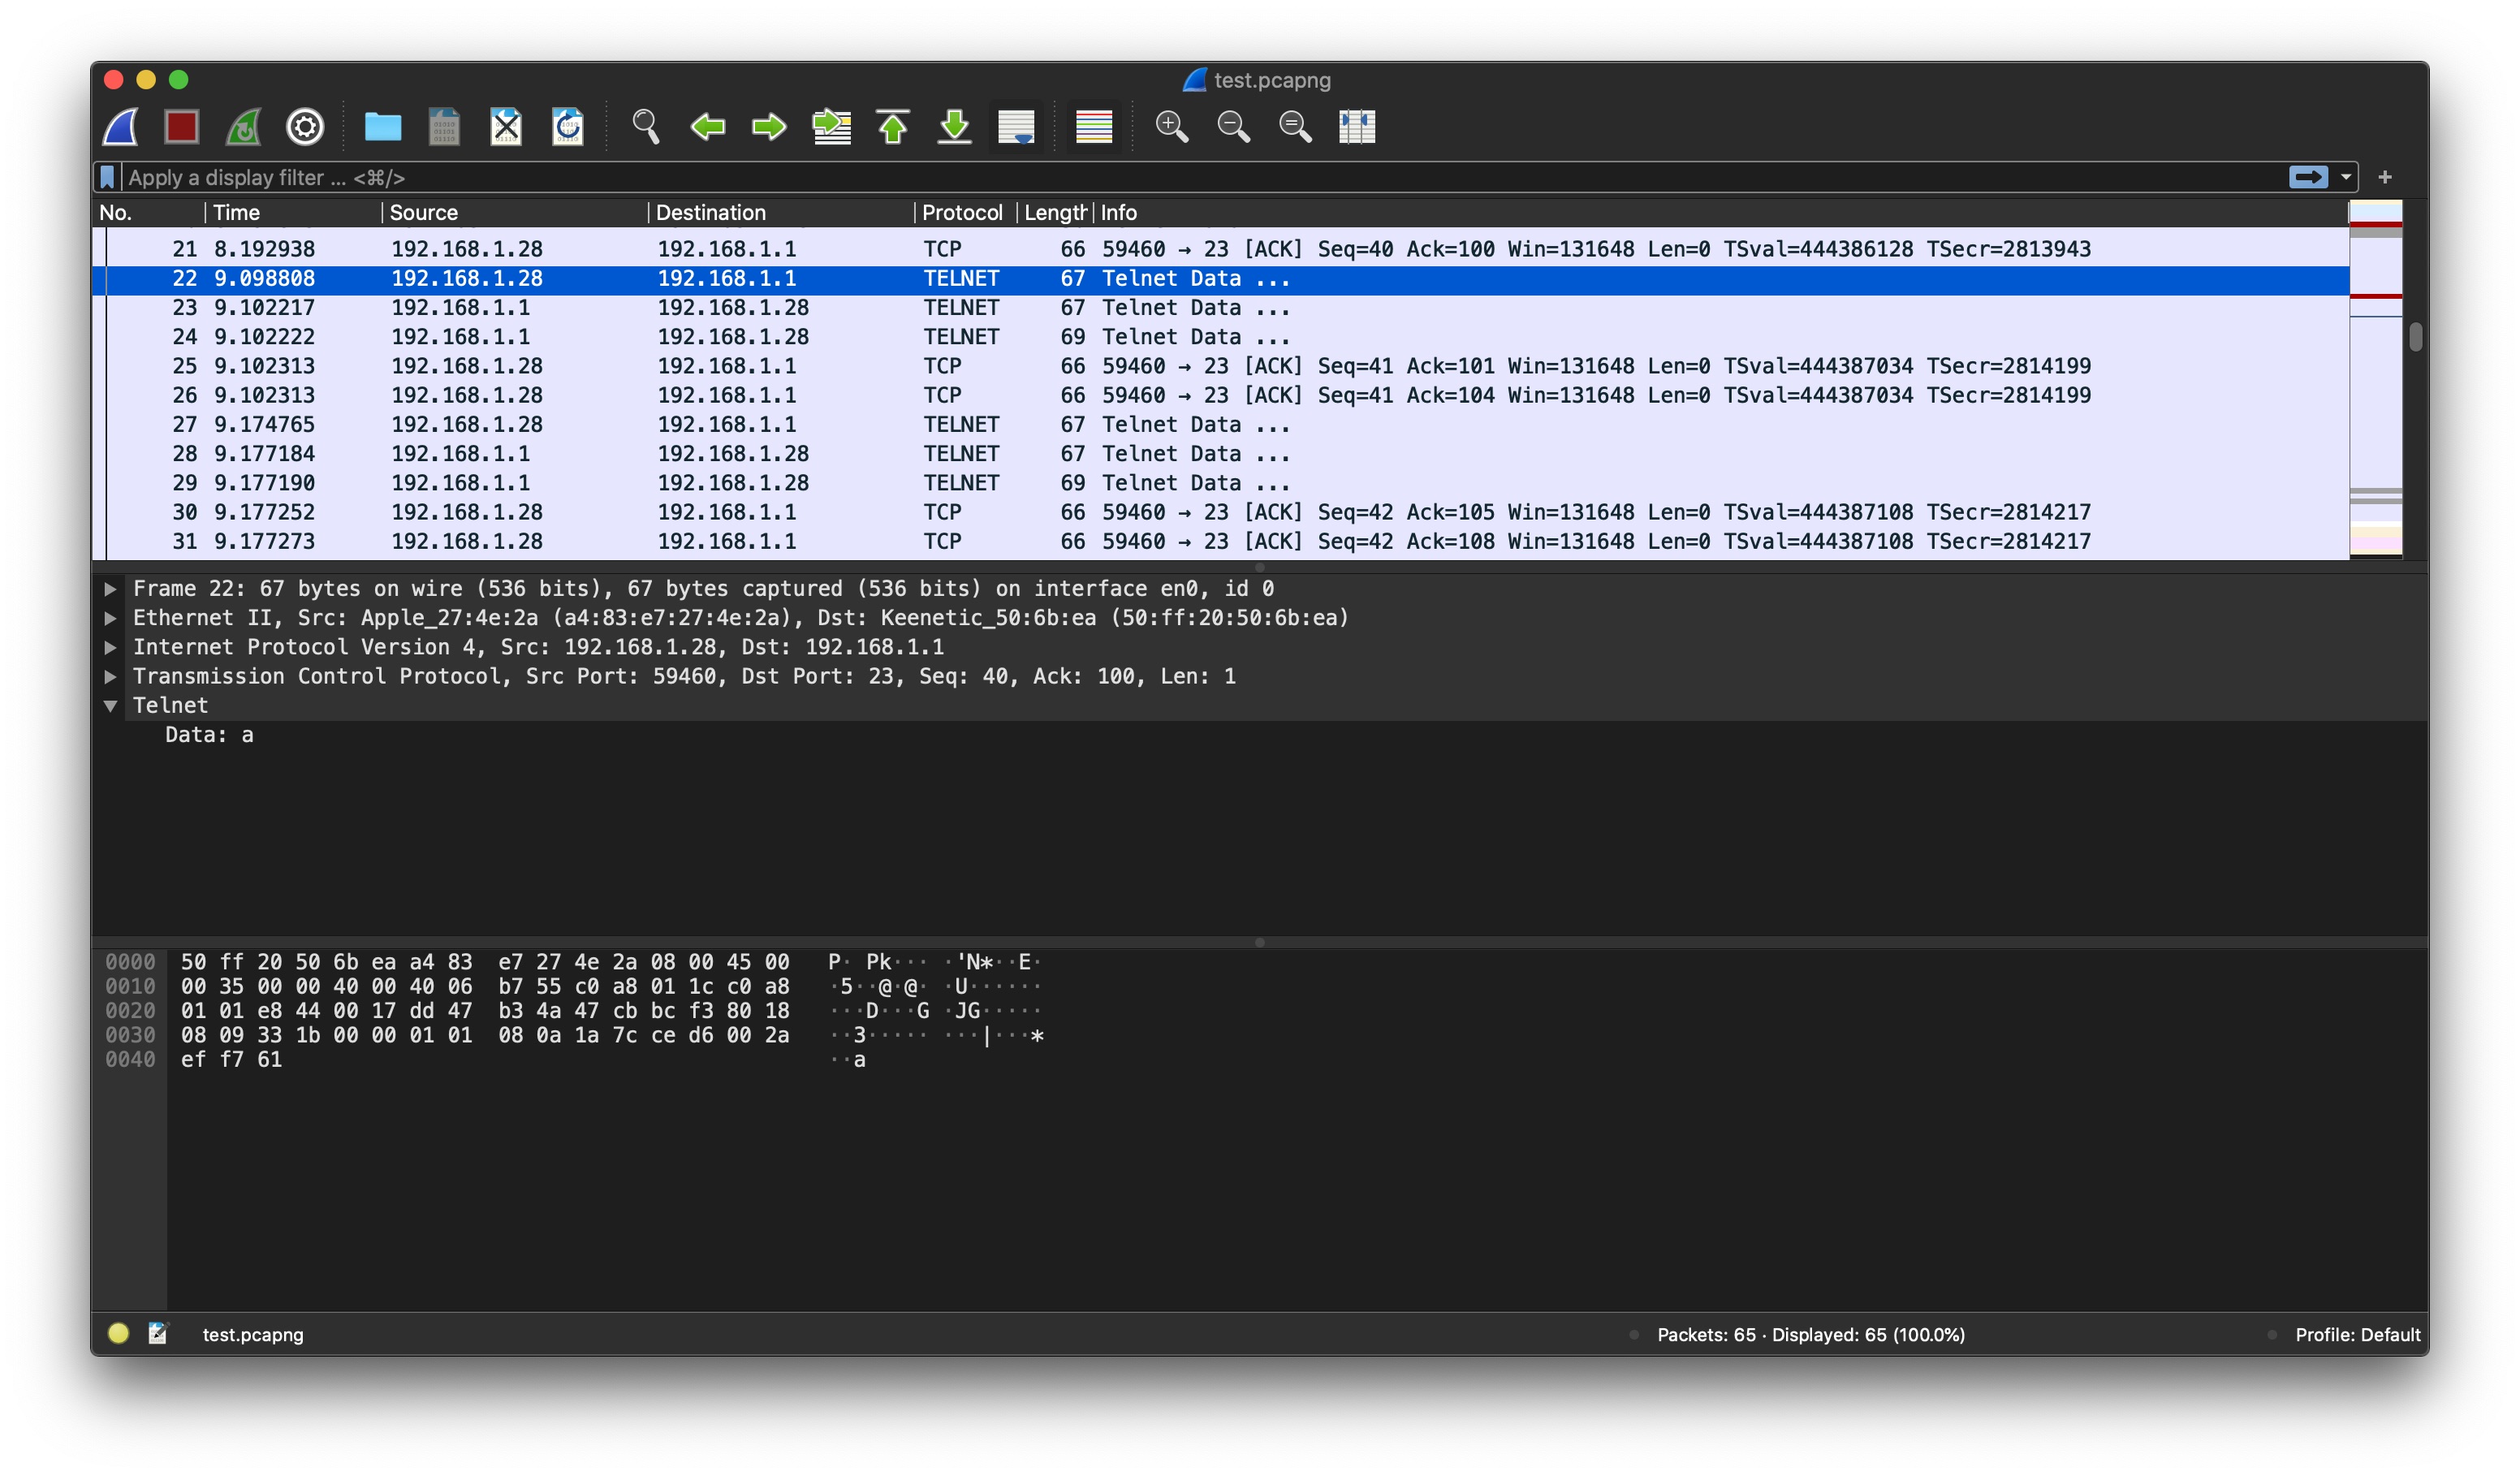 test.pcapng
Apply a display filter ... <⌘/>
No. Time Source Destination Protocol Length Info
21 8.192938 192.168.1.28 192.168.1.1 TCP 66 59460 → 23 [ACK] Seq=40 Ack=100 Win=131648 Len=0 TSval=444386128 TSecr=2813943
22 9.098808 192.168.1.28 192.168.1.1 TELNET 67 Telnet Data ...
23 9.102217 192.168.1.1 192.168.1.28 TELNET 67 Telnet Data ...
24 9.102222 192.168.1.1 192.168.1.28 TELNET 69 Telnet Data ...
25 9.102313 192.168.1.28 192.168.1.1 TCP 66 59460 → 23 [ACK] Seq=41 Ack=101 Win=131648 Len=0 TSval=444387034 TSecr=2814199
26 9.102313 192.168.1.28 192.168.1.1 TCP 66 59460 → 23 [ACK] Seq=41 Ack=104 Win=131648 Len=0 TSval=444387034 TSecr=2814199
27 9.174765 192.168.1.28 192.168.1.1 TELNET 67 Telnet Data ...
28 9.177184 192.168.1.1 192.168.1.28 TELNET 67 Telnet Data ...
29 9.177190 192.168.1.1 192.168.1.28 TELNET 69 Telnet Data ...
30 9.177252 192.168.1.28 192.168.1.1 TCP 66 59460 → 23 [ACK] Seq=42 Ack=105 Win=131648 Len=0 TSval=444387108 TSecr=2814217
31 9.177273 192.168.1.28 192.168.1.1 TCP 66 59460 → 23 [ACK] Seq=42 Ack=108 Win=131648 Len=0 TSval=444387108 TSecr=2814217
Frame 22: 67 bytes on wire (536 bits), 67 bytes captured (536 bits) on interface en0, id 0
Ethernet II, Src: Apple_27:4e:2a (a4:83:e7:27:4e:2a), Dst: Keenetic_50:6b:ea (50:ff:20:50:6b:ea)
Internet Protocol Version 4, Src: 192.168.1.28, Dst: 192.168.1.1
Transmission Control Protocol, Src Port: 59460, Dst Port: 23, Seq: 40, Ack: 100, Len: 1
Telnet
Data: a
0000 50 ff 20 50 6b ea a4 83 e7 27 4e 2a 08 00 45 00 P· Pk··· ·'N*··E·
0010 00 35 00 00 40 00 40 06 b7 55 c0 a8 01 1c c0 a8 ·5··@·@· ·U······
0020 01 01 e8 44 00 17 dd 47 b3 4a 47 cb bc f3 80 18 ···D···G ·JG·····
0030 08 09 33 1b 00 00 01 01 08 0a 1a 7c ce d6 00 2a ··3····· ···|···*
0040 ef f7 61 ··a
test.pcapng
Packets: 65 · Displayed: 65 (100.0%)
Profile: Default